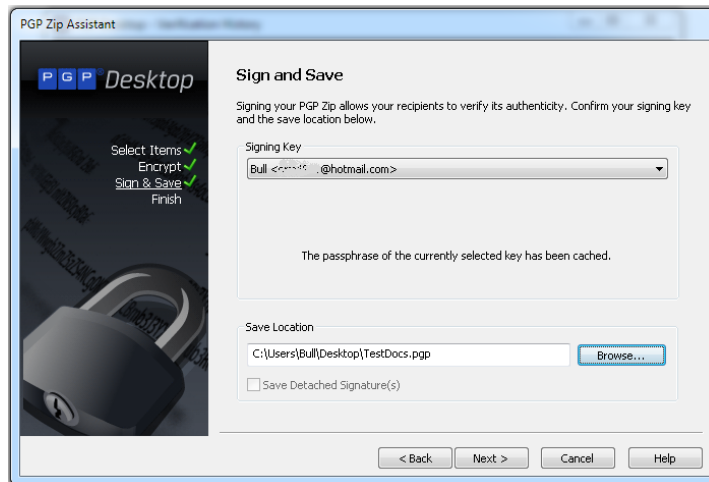 PGP Zip Assistant
PGP Desktop
Select Items
Encrypt
Sign & Save
Finish
Sign and Save
Signing your PGP Zip allows your recipients to verify its authenticity. Confirm your signing key
and the save location below.
Signing Key
Bull < @hotmail.com>
The passphrase of the currently selected key has been cached.
Save Location
C:\Users\Bull\Desktop\TestDocs.pgp
Browse...
Save Detached Signature(s)
< Back
Next >
Cancel
Help